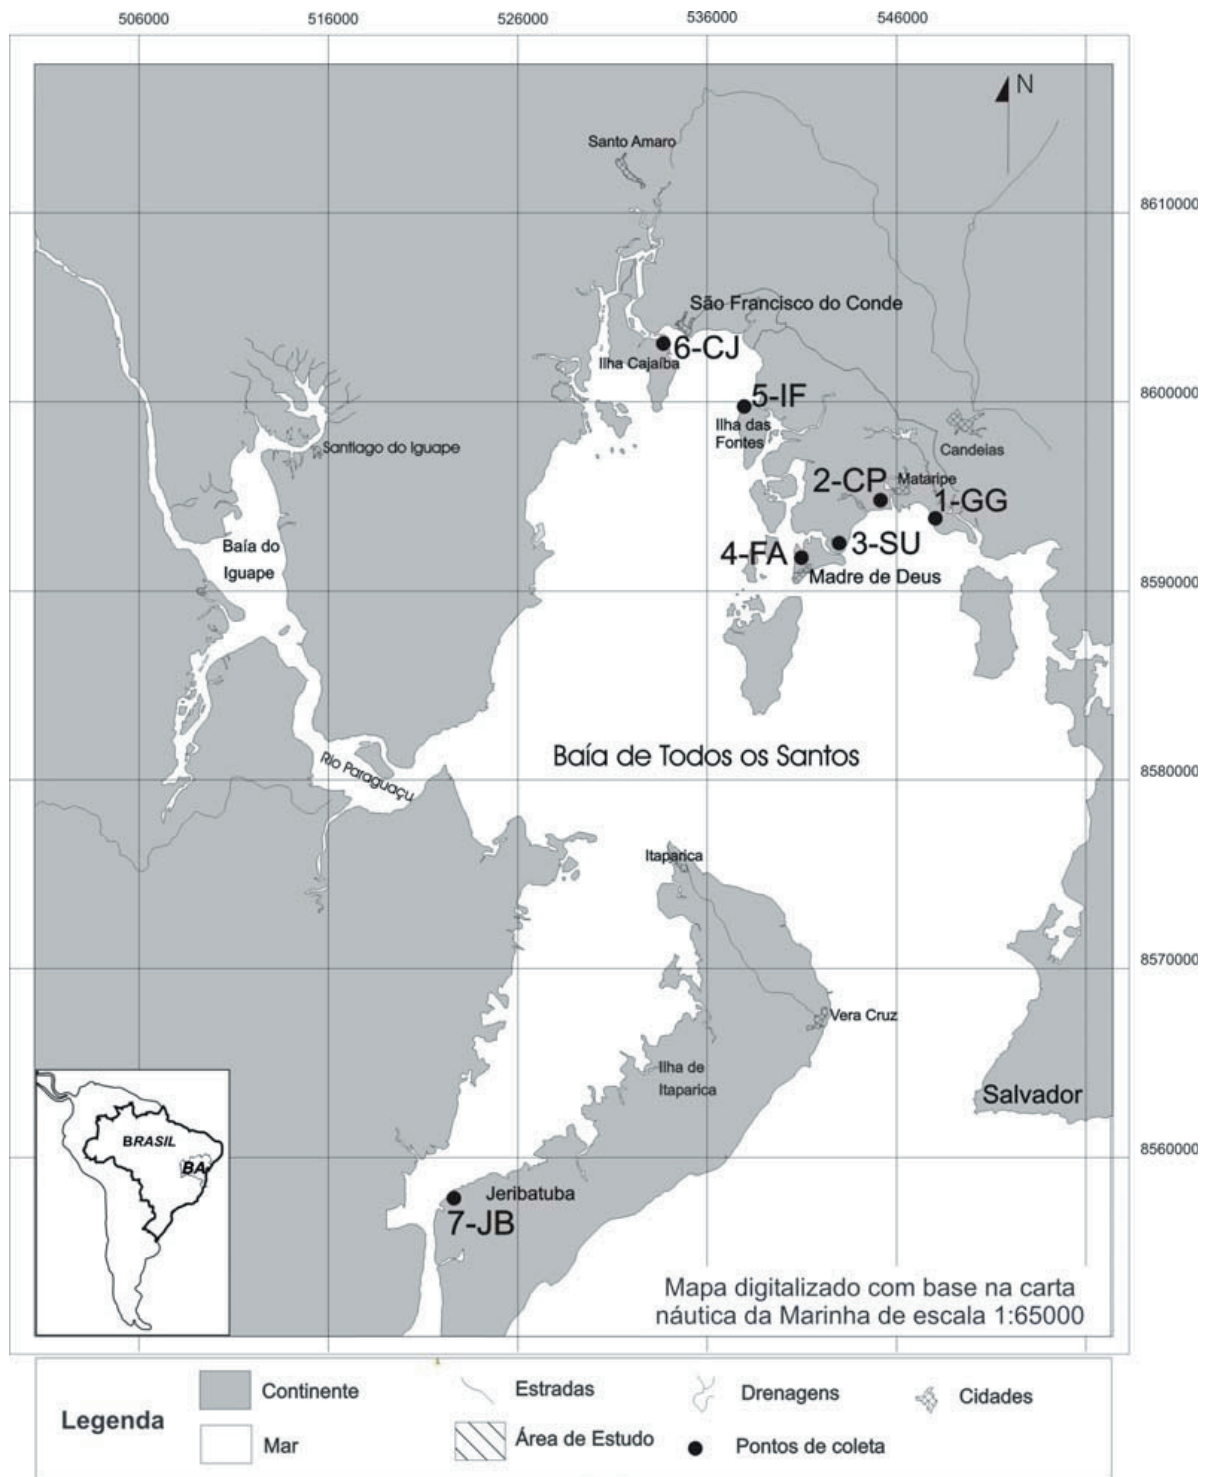 506000
516000
526000
536000
546000
N
Santo Amaro
8610000
São Francisco do Conde
6-CJ
Ilha Cajaíba
5-IF
8600000
Ilha das
Fontes
Santiago do Iguape
Candeias
2-CP
Mataripe
1-GG
3-SU
4-FA
Madre de Deus
Baía do
Iguape
8590000
Baía de Todos os Santos
Rio Paraguaçu
8580000
Itaparica
8570000
Vera Cruz
Ilha de
Itaparica
Salvador
BRASIL
BA
8560000
Jeribatuba
7-JB
Mapa digitalizado com base na carta
náutica da Marinha de escala 1:65000
Legenda
Continente
Estradas
Drenagens
Cidades
Mar
Área de Estudo
Pontos de coleta